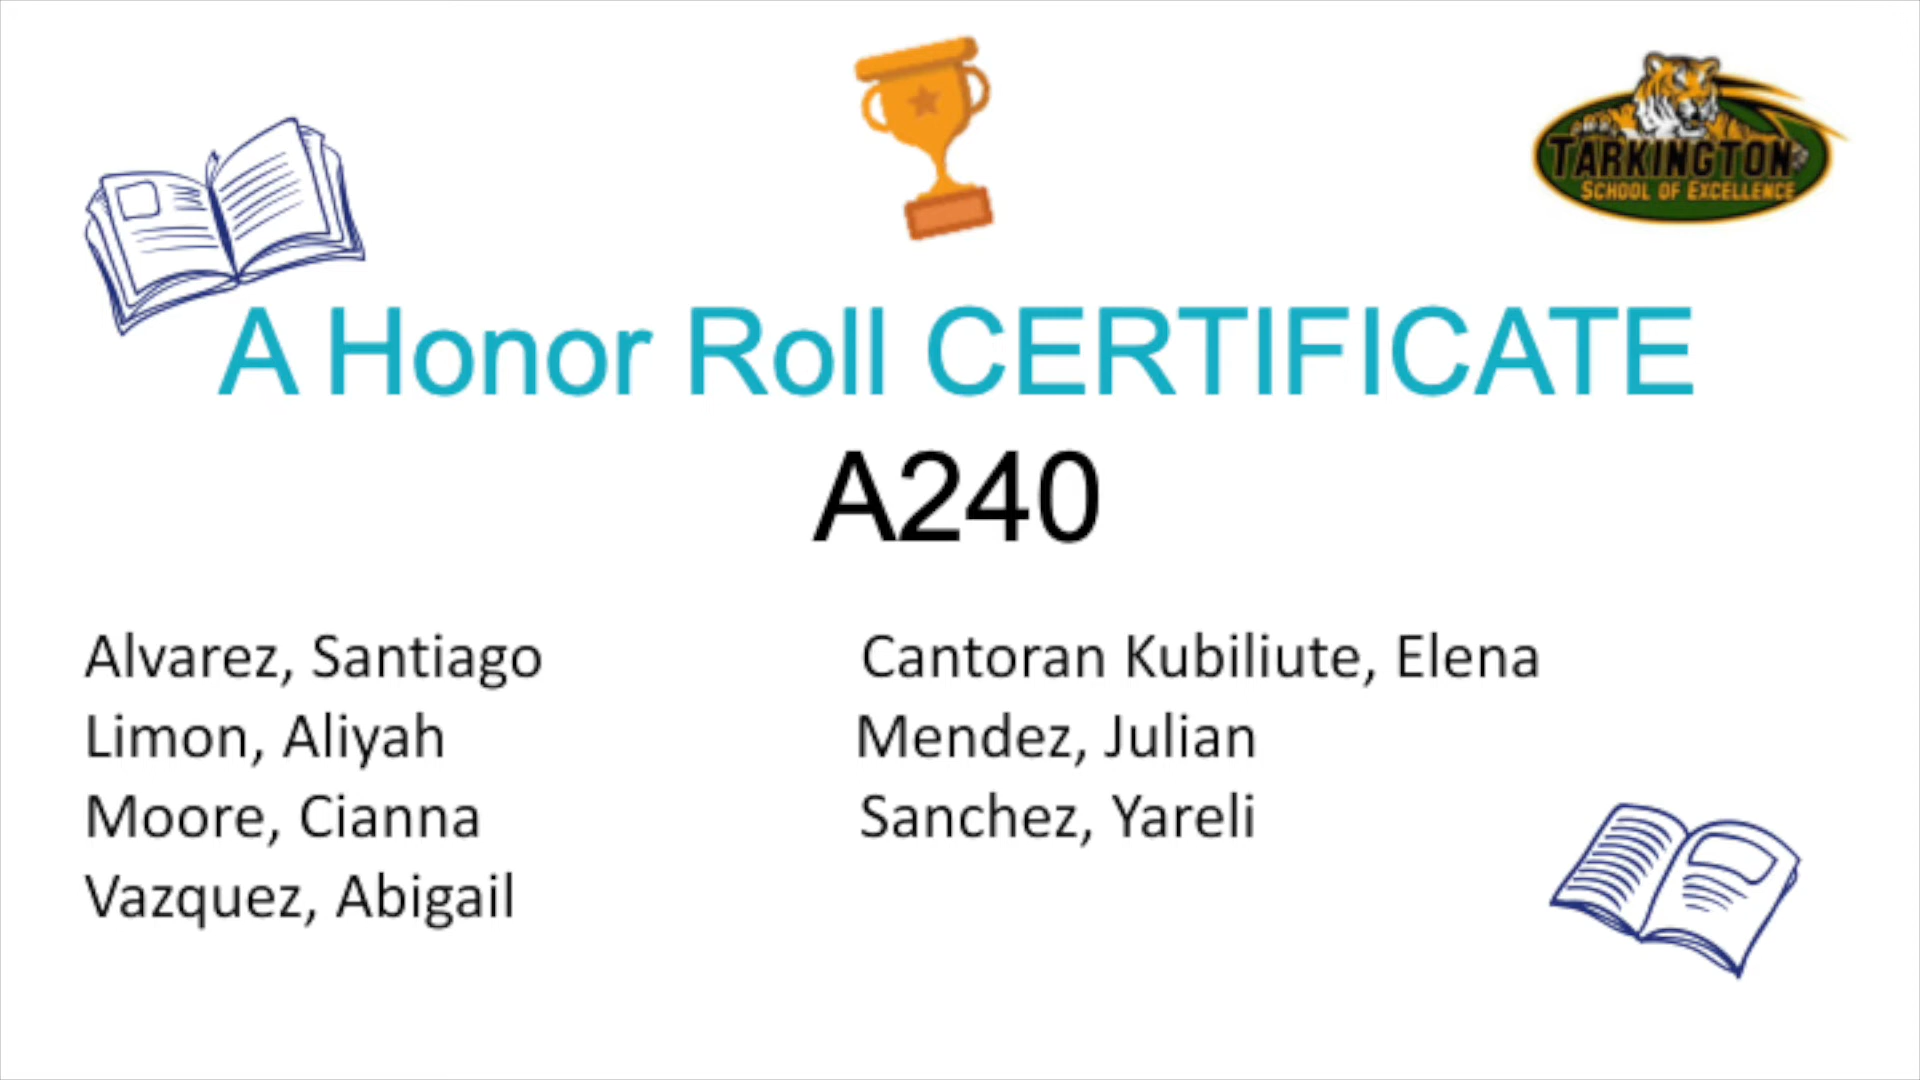 TARKINGTON
SCHOOL OF EXCELLENCE
A Honor Roll CERTIFICATE
A240
Alvarez, Santiago
Cantoran Kubiliute, Elena
Limon, Aliyah
Mendez, Julian
Moore, Cianna
Sanchez, Yareli
Vazquez, Abigail